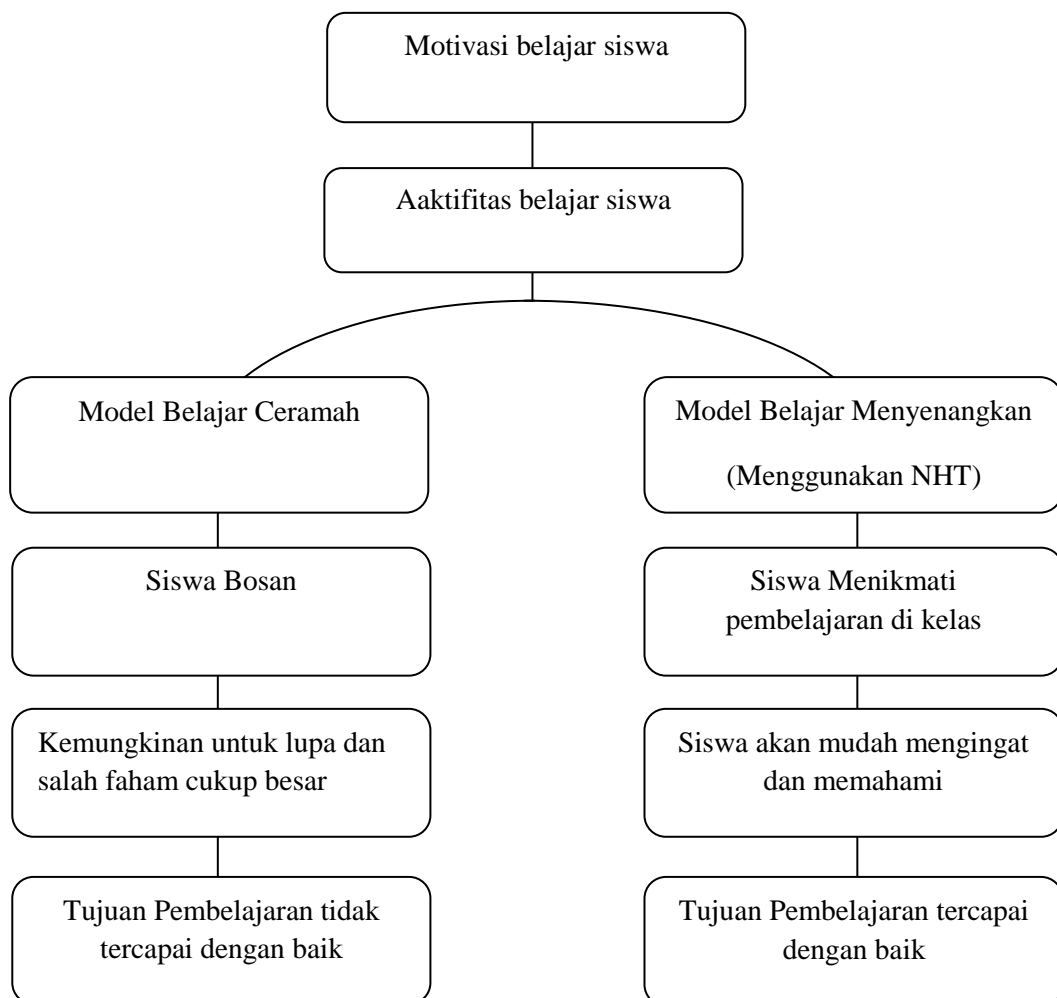 Motivasi belajar siswa
Aaktifitas belajar siswa
Model Belajar Ceramah
Model Belajar Menyenangkan
(Menggunakan NHT)
Siswa Bosan
Siswa Menikmati
pembelajaran di kelas
Kemungkinan untuk lupa dan
salah faham cukup besar
Siswa akan mudah mengingat
dan memahami
Tujuan Pembelajaran tidak
tercapai dengan baik
Tujuan Pembelajaran tercapai
dengan baik